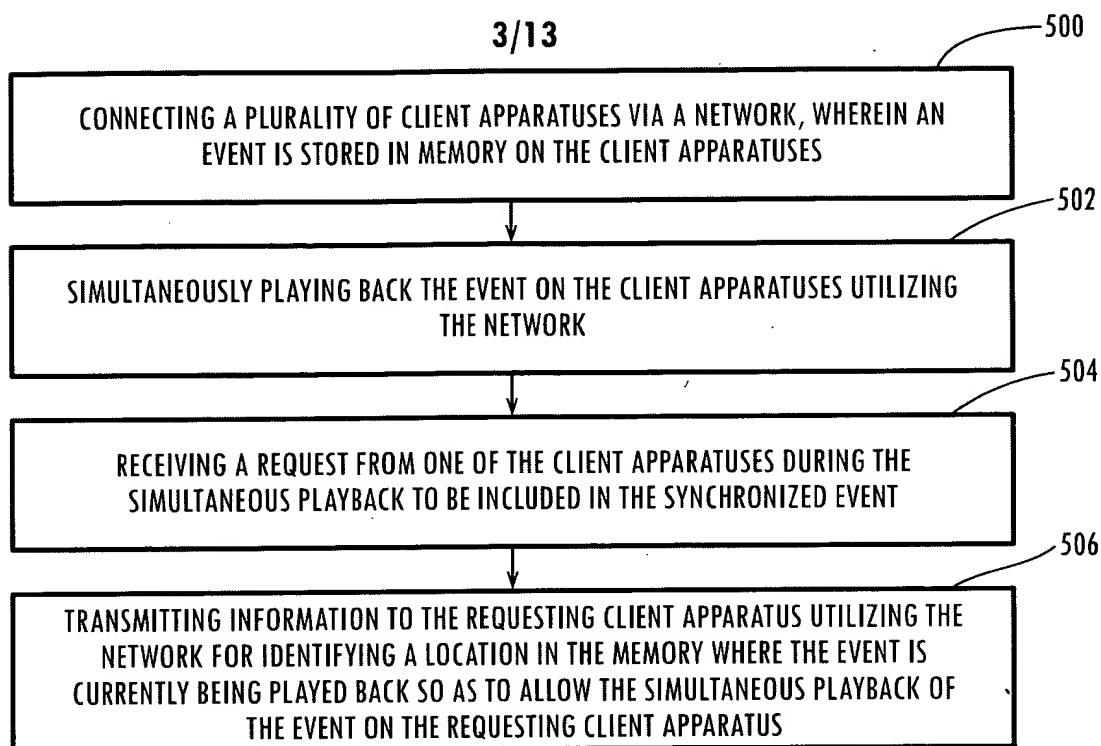 3/13
500
CONNECTING A PLURALITY OF CLIENT APPARATUSES VIA A NETWORK, WHEREIN AN
EVENT IS STORED IN MEMORY ON THE CLIENT APPARATUSES
502
SIMULTANEOUSLY PLAYING BACK THE EVENT ON THE CLIENT APPARATUSES UTILIZING
THE NETWORK
504
RECEIVING A REQUEST FROM ONE OF THE CLIENT APPARATUSES DURING THE
SIMULTANEOUS PLAYBACK TO BE INCLUDED IN THE SYNCHRONIZED EVENT
506
TRANSMITTING INFORMATION TO THE REQUESTING CLIENT APPARATUS UTILIZING THE
NETWORK FOR IDENTIFYING A LOCATION IN THE MEMORY WHERE THE EVENT IS
CURRENTLY BEING PLAYED BACK SO AS TO ALLOW THE SIMULTANEOUS PLAYBACK OF
THE EVENT ON THE REQUESTING CLIENT APPARATUS